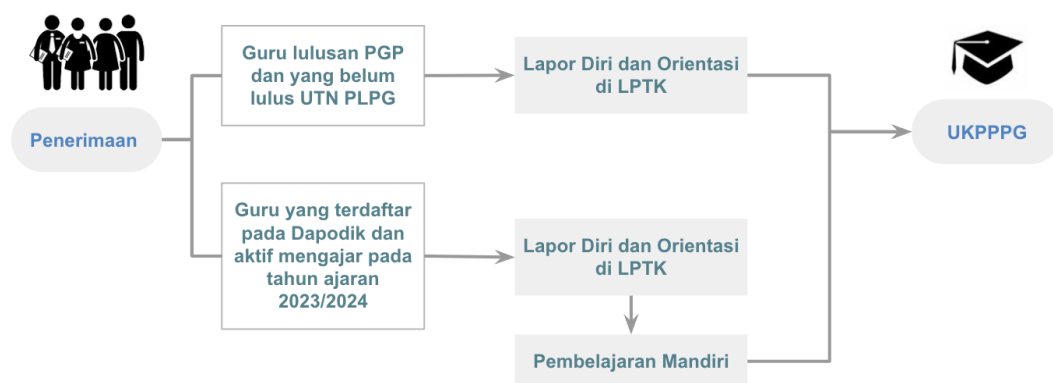 Penerimaan
Guru lulusan PGP
dan yang belum
lulus UTN PLPG
Lapor Diri dan Orientasi
di LPTK
Guru yang terdaftar
pada Dapodik dan
aktif mengajar pada
tahun ajaran
2023/2024
Lapor Diri dan Orientasi
di LPTK
Pembelajaran Mandiri
UKPPPG